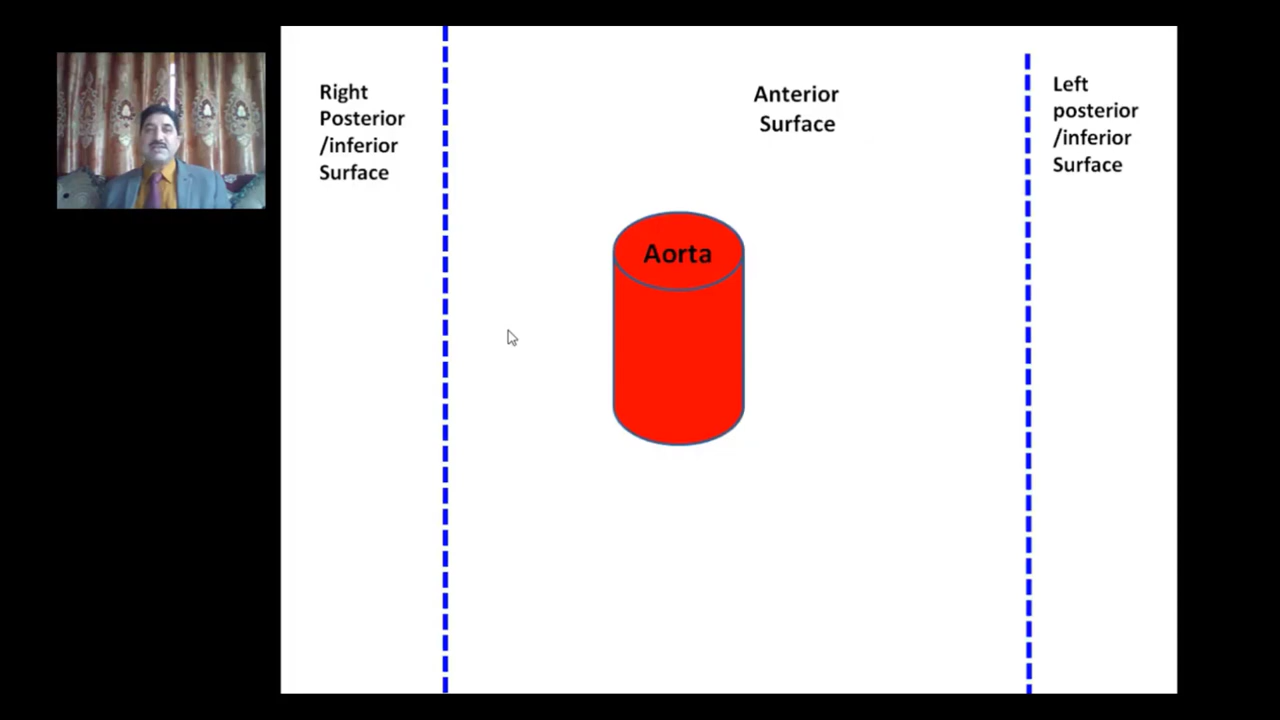 Right
Posterior
/inferior
Surface
Anterior
Surface
Left
posterior
/inferior
Surface
Aorta